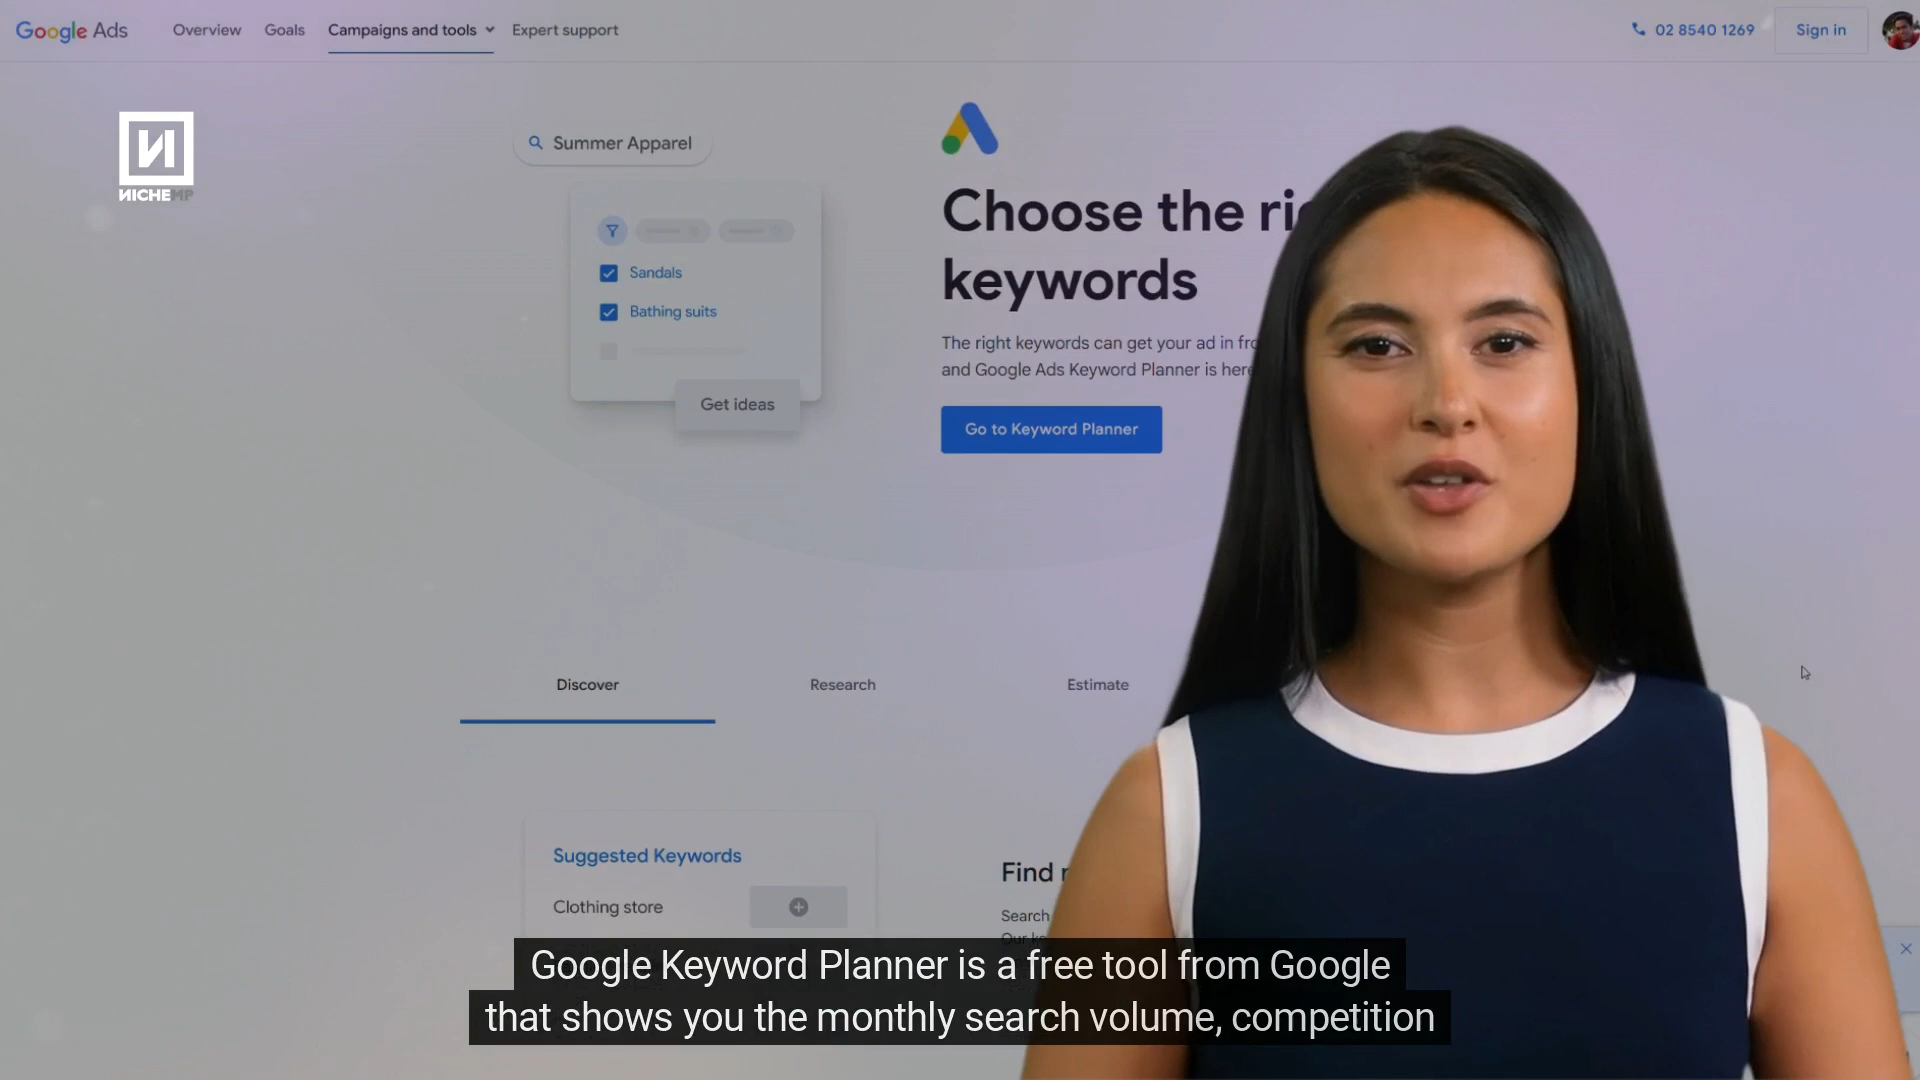 Google Ads
Overview
Goals
Campaigns and tools
Expert support
02 8540 1269
Sign in
NICHEMP
Summer Apparel
Sandals
Bathing suits
Get ideas
Choose the
keywords
The right keywords can get your ad in
and Google Ads Keyword Planner is here
Go to Keyword Planner
Discover
Research
Estimate
Suggested Keywords
Clothing store
Find
Search
Our
Google Keyword Planner is a free tool from Google
that shows you the monthly search volume, competition